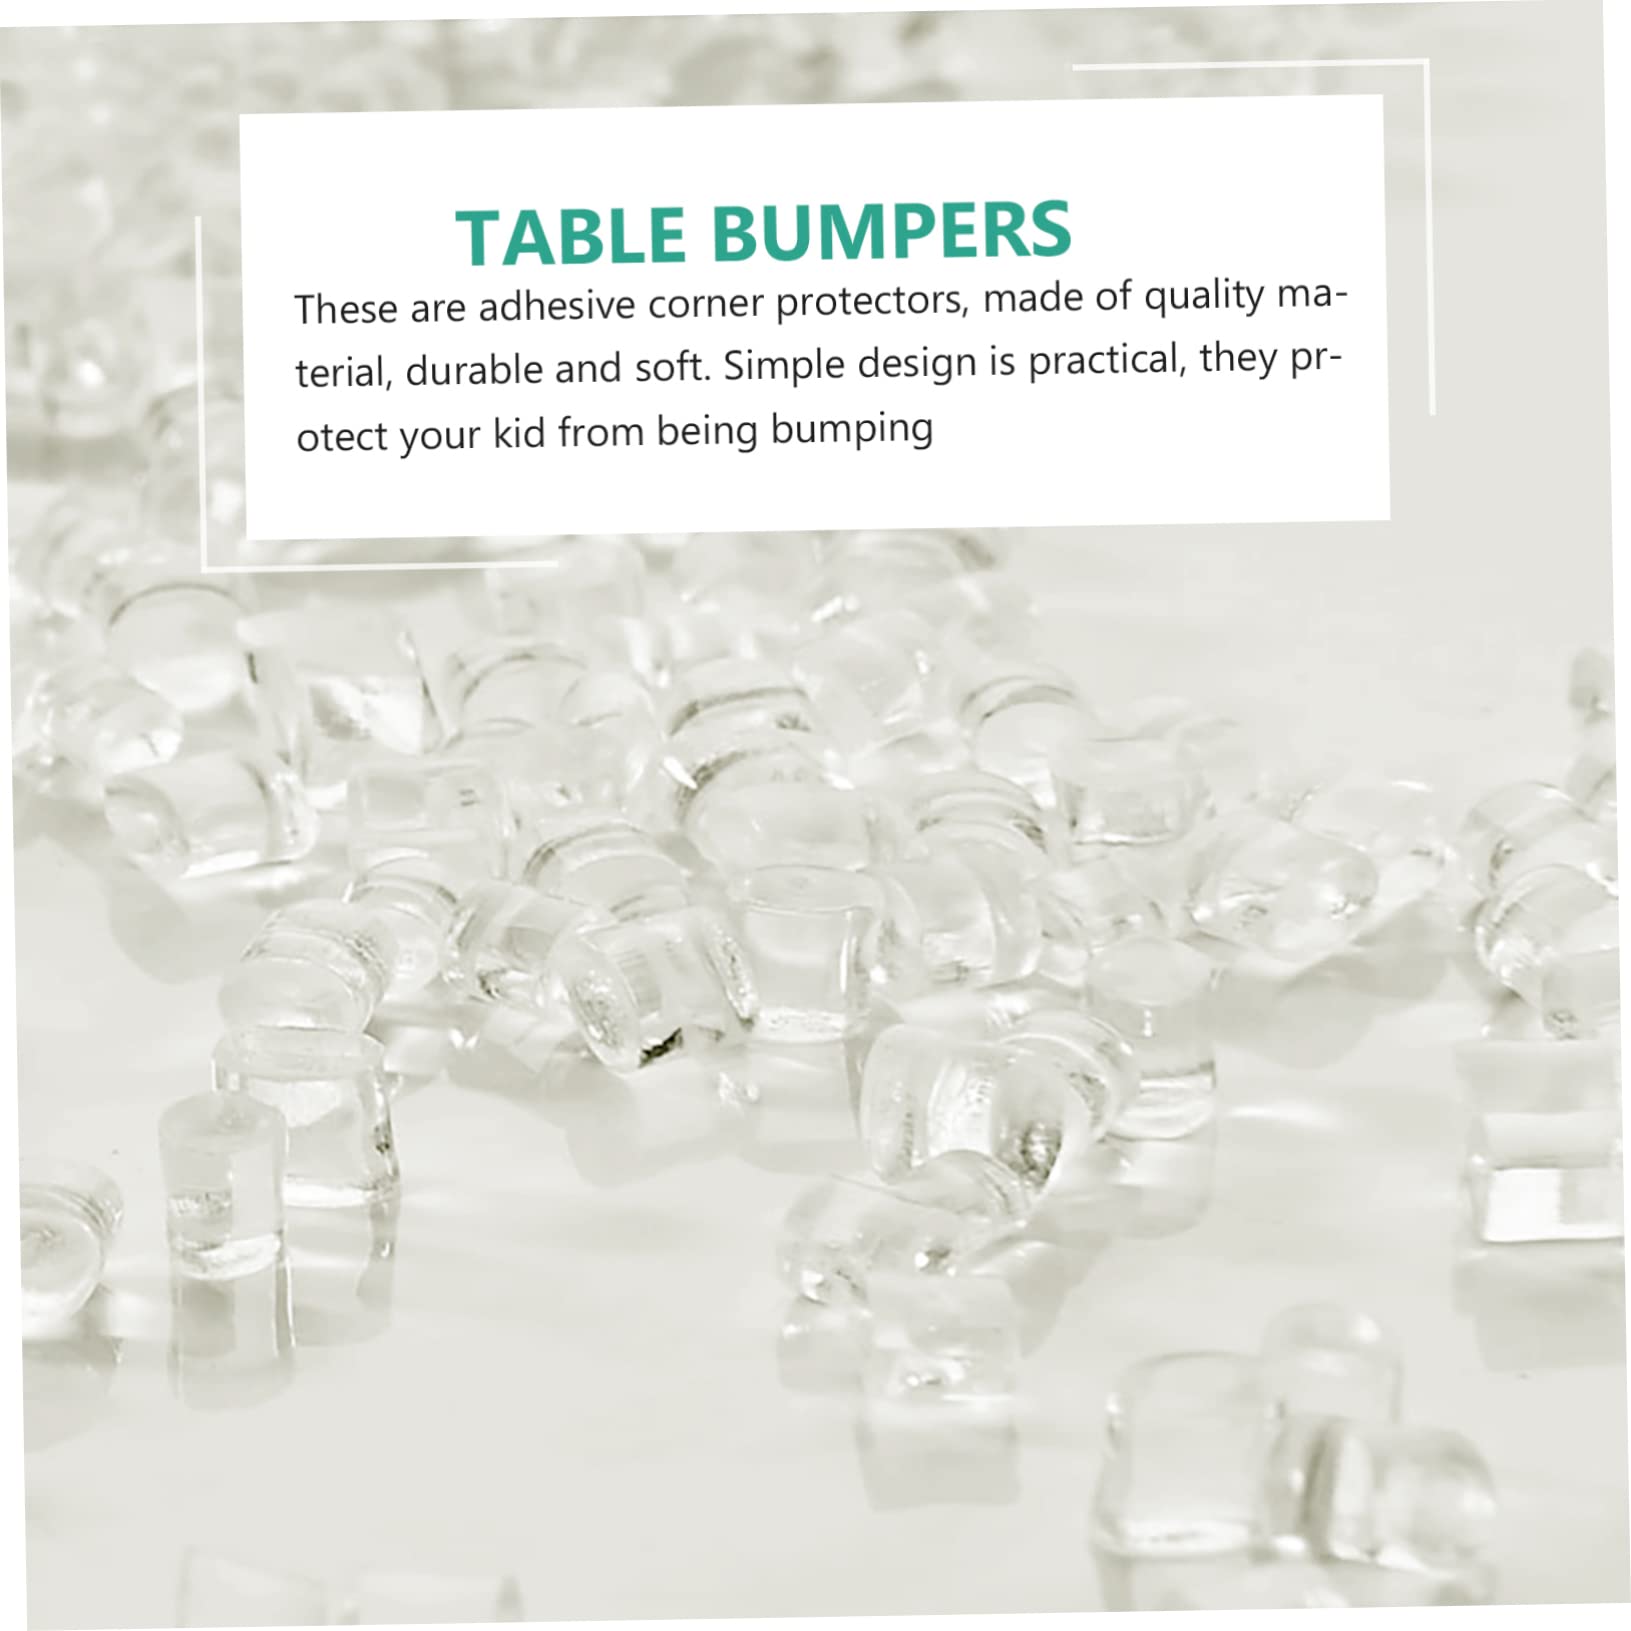 TABLE BUMPERS
These are adhesive corner protectors, made of quality ma-
terial, durable and soft. Simple design is practical, they pr-
otect your kid from being bumping